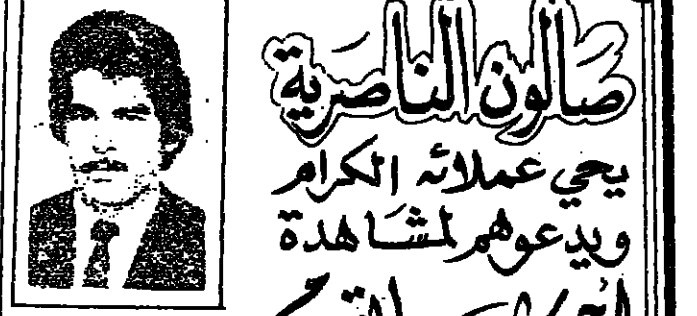 صالون الناصرية
يحي عملائه الكرام
ويدعوهم لمشاهدة